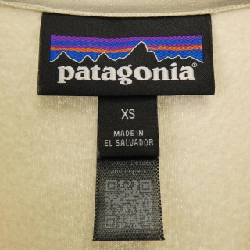 patagonia
XS
MADE IN
EL SALVADOR